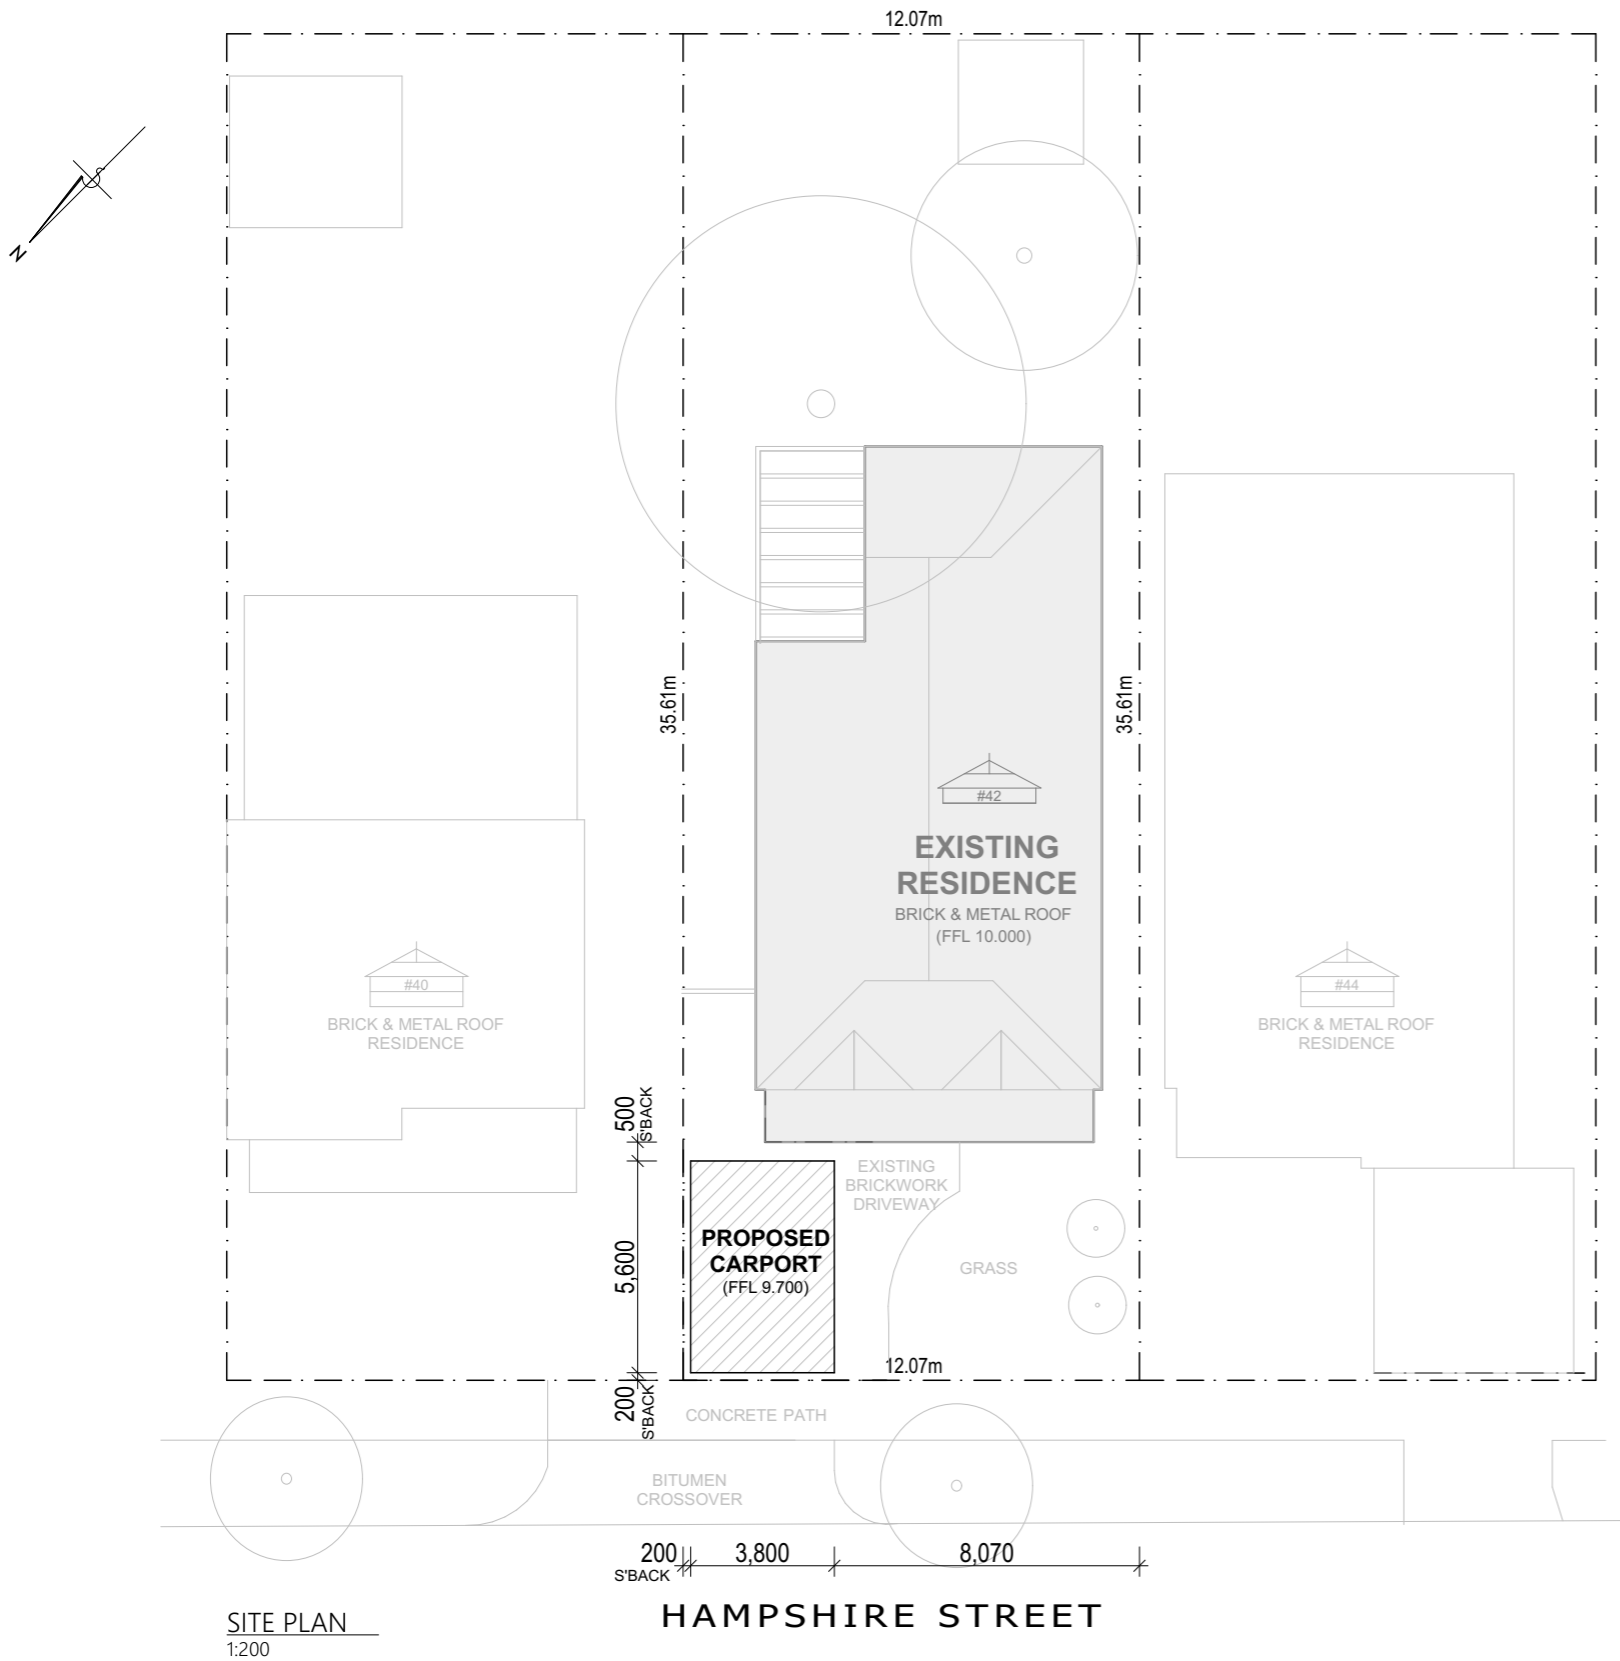 12.07m
N
35.61m
35.61m
#42
EXISTING
RESIDENCE
BRICK & METAL ROOF
(FFL 10.000)
#40
BRICK & METAL ROOF
RESIDENCE
#44
BRICK & METAL ROOF
RESIDENCE
500
S'BACK
EXISTING
BRICKWORK
DRIVEWAY
5,600
PROPOSED
CARPORT
(FFL 9.700)
GRASS
12.07m
200
S'BACK
CONCRETE PATH
BITUMEN
CROSSOVER
200
S'BACK
3,800
8,070
HAMPSHIRE STREET
SITE PLAN
1:200